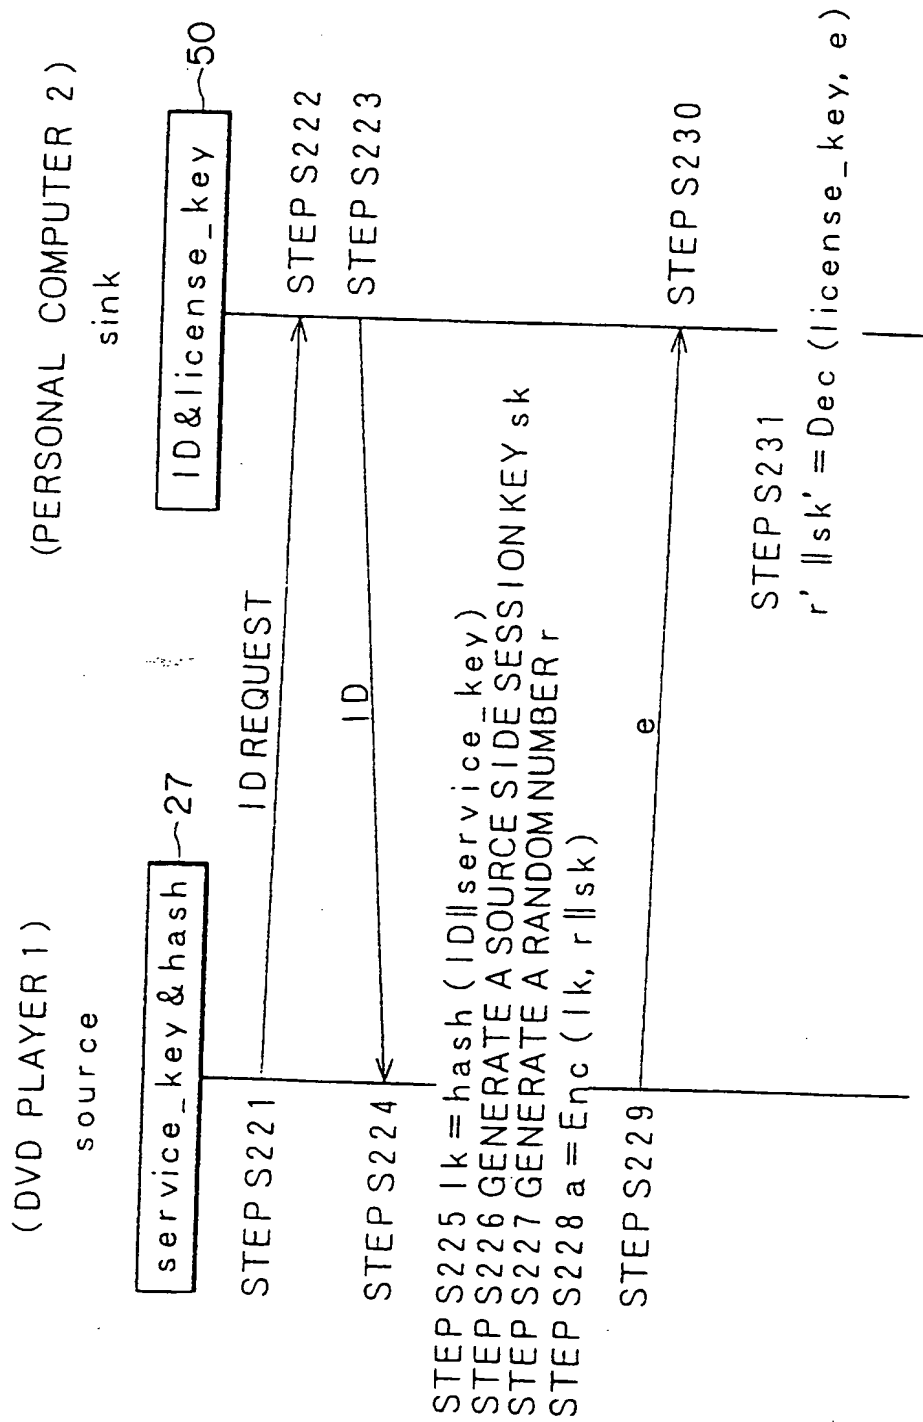 (DVD PLAYER 1)
source
(PERSONAL COMPUTER 2)
sink
service_key&hash
27
ID&license_key
50
STEP S221
ID REQUEST
STEP S222
STEP S223
ID
STEP S224
STEP S225 lk=hash(ID||service_key)
STEP S226 GENERATE A SOURCE SIDE SESSION KEY sk
STEP S227 GENERATE A RANDOM NUMBER r
STEP S228 a=Enc(lk, r||sk)
STEP S229
e
STEP S230
STEP S231
r'||sk'=Dec(license_key, e)